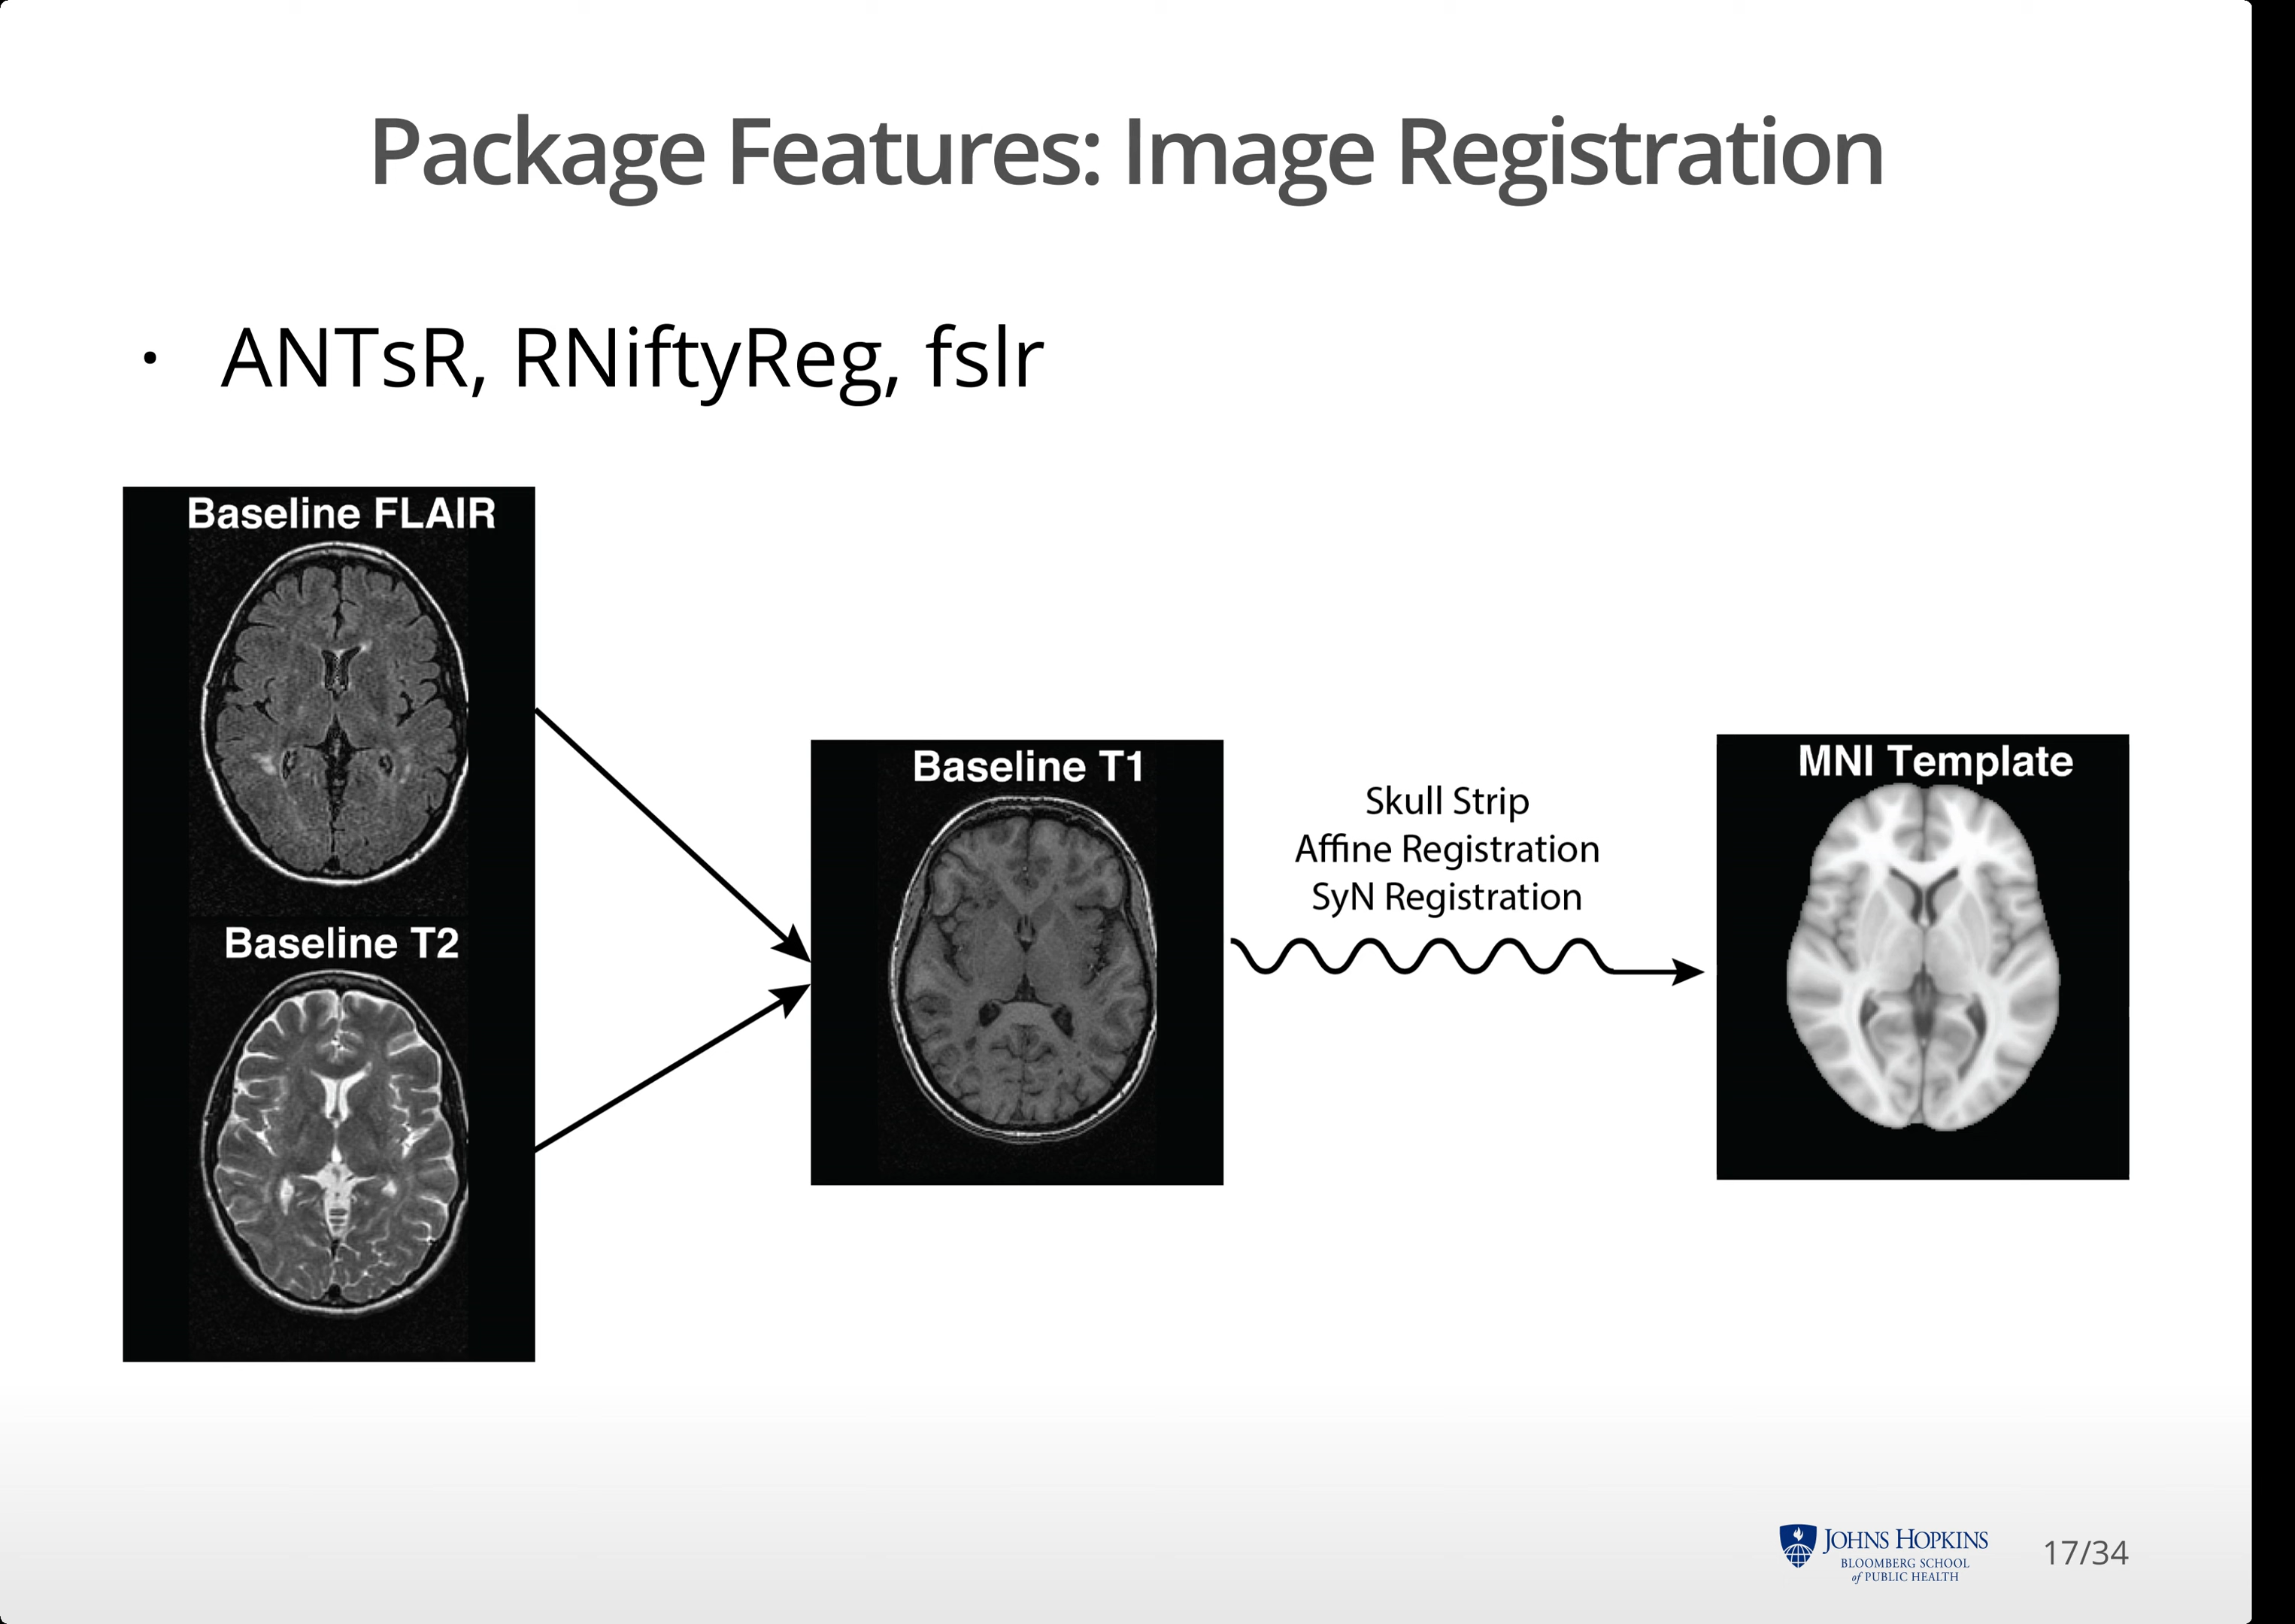 Package Features: Image Registration
· ANTsR, RNiftyReg, fslr
Baseline FLAIR
Baseline T2
Baseline T1
Skull Strip
Affine Registration
SyN Registration
MNI Template
JOHNS HOPKINS
BLOOMBERG SCHOOL
of PUBLIC HEALTH
17/34